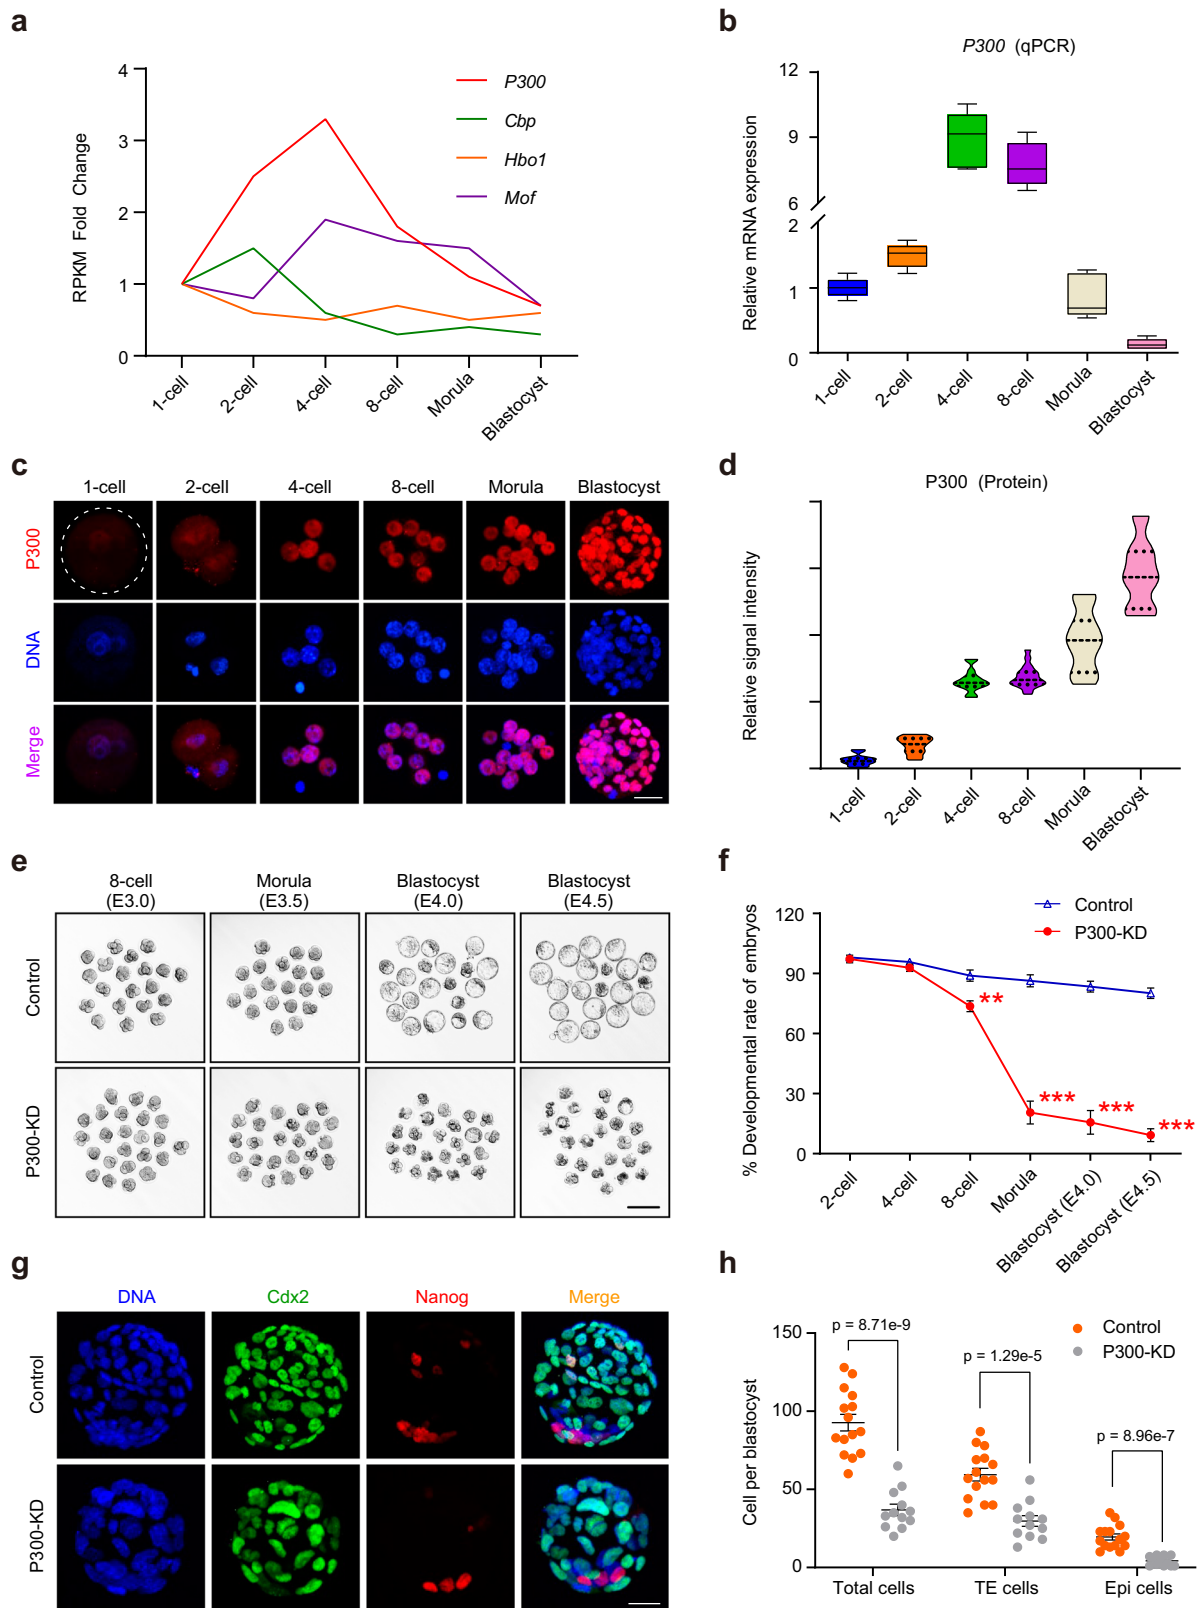 a
4
3
2
1
0
RPKM Fold Change
P300
Cbp
Hbo1
Mof
1-cell
2-cell
4-cell
8-cell
Morula
Blastocyst
b
P300 (qPCR)
12
9
6
2
1
0
Relative mRNA expression
1-cell
2-cell
4-cell
8-cell
Morula
Blastocyst
c
1-cell 2-cell 4-cell 8-cell Morula Blastocyst
P300
DNA
Merge
d
P300 (Protein)
Relative signal intensity
1-cell
2-cell
4-cell
8-cell
Morula
Blastocyst
e
8-cell (E3.0)
Morula (E3.5)
Blastocyst (E4.0)
Blastocyst (E4.5)
Control
P300-KD
f
120
90
60
30
0
% Developmental rate of embryos
Control
P300-KD
**
***
***
***
2-cell
4-cell
8-cell
Morula
Blastocyst (E4.0)
Blastocyst (E4.5)
g
DNA Cdx2 Nanog Merge
Control
P300-KD
h
150
100
50
0
Cell per blastocyst
p = 8.71e-9
p = 1.29e-5
p = 8.96e-7
Control
P300-KD
Total cells TE cells Epi cells